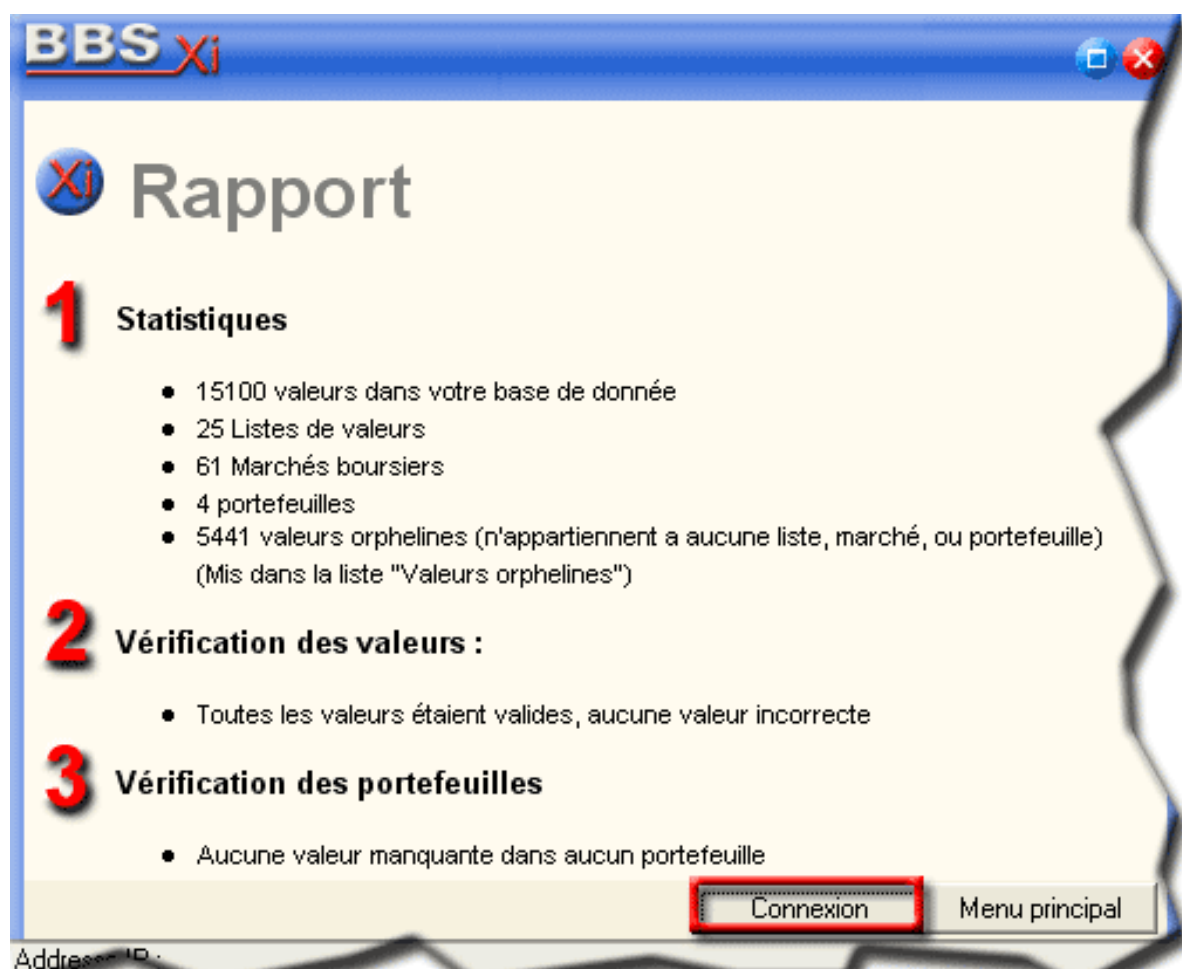 BBS Xi
Xi Rapport
1 Statistiques
● 15100 valeurs dans votre base de donnée
● 25 Listes de valeurs
● 61 Marchés boursiers
● 4 portefeuilles
● 5441 valeurs orphelines (n'appartiennent a aucune liste, marché, ou portefeuille)
(Mis dans la liste "Valeurs orphelines")
2 Vérification des valeurs :
● Toutes les valeurs étaient valides, aucune valeur incorrecte
3 Vérification des portefeuilles
● Aucune valeur manquante dans aucun portefeuille
Connexion Menu principal
IP :